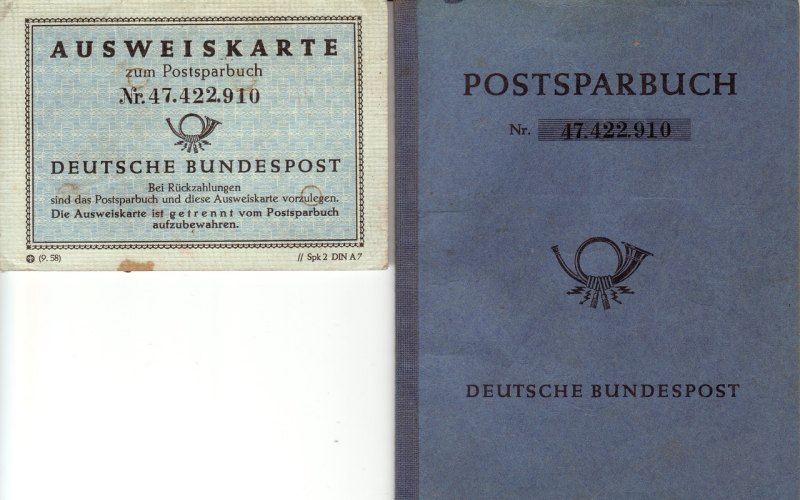 AUSWEISKARTE
zum Postsparbuch
Nr. 47.422.910
DEUTSCHE BUNDESPOST
Bei Rückzahlungen
sind das Postsparbuch und diese Ausweiskarte vorzulegen.
Die Ausweiskarte ist getrennt vom Postsparbuch
aufzubewahren.
(9. 58)
// Spk 2 DIN A 7
POSTSPARBUCH
Nr. 47.422.910
DEUTSCHE BUNDESPOST